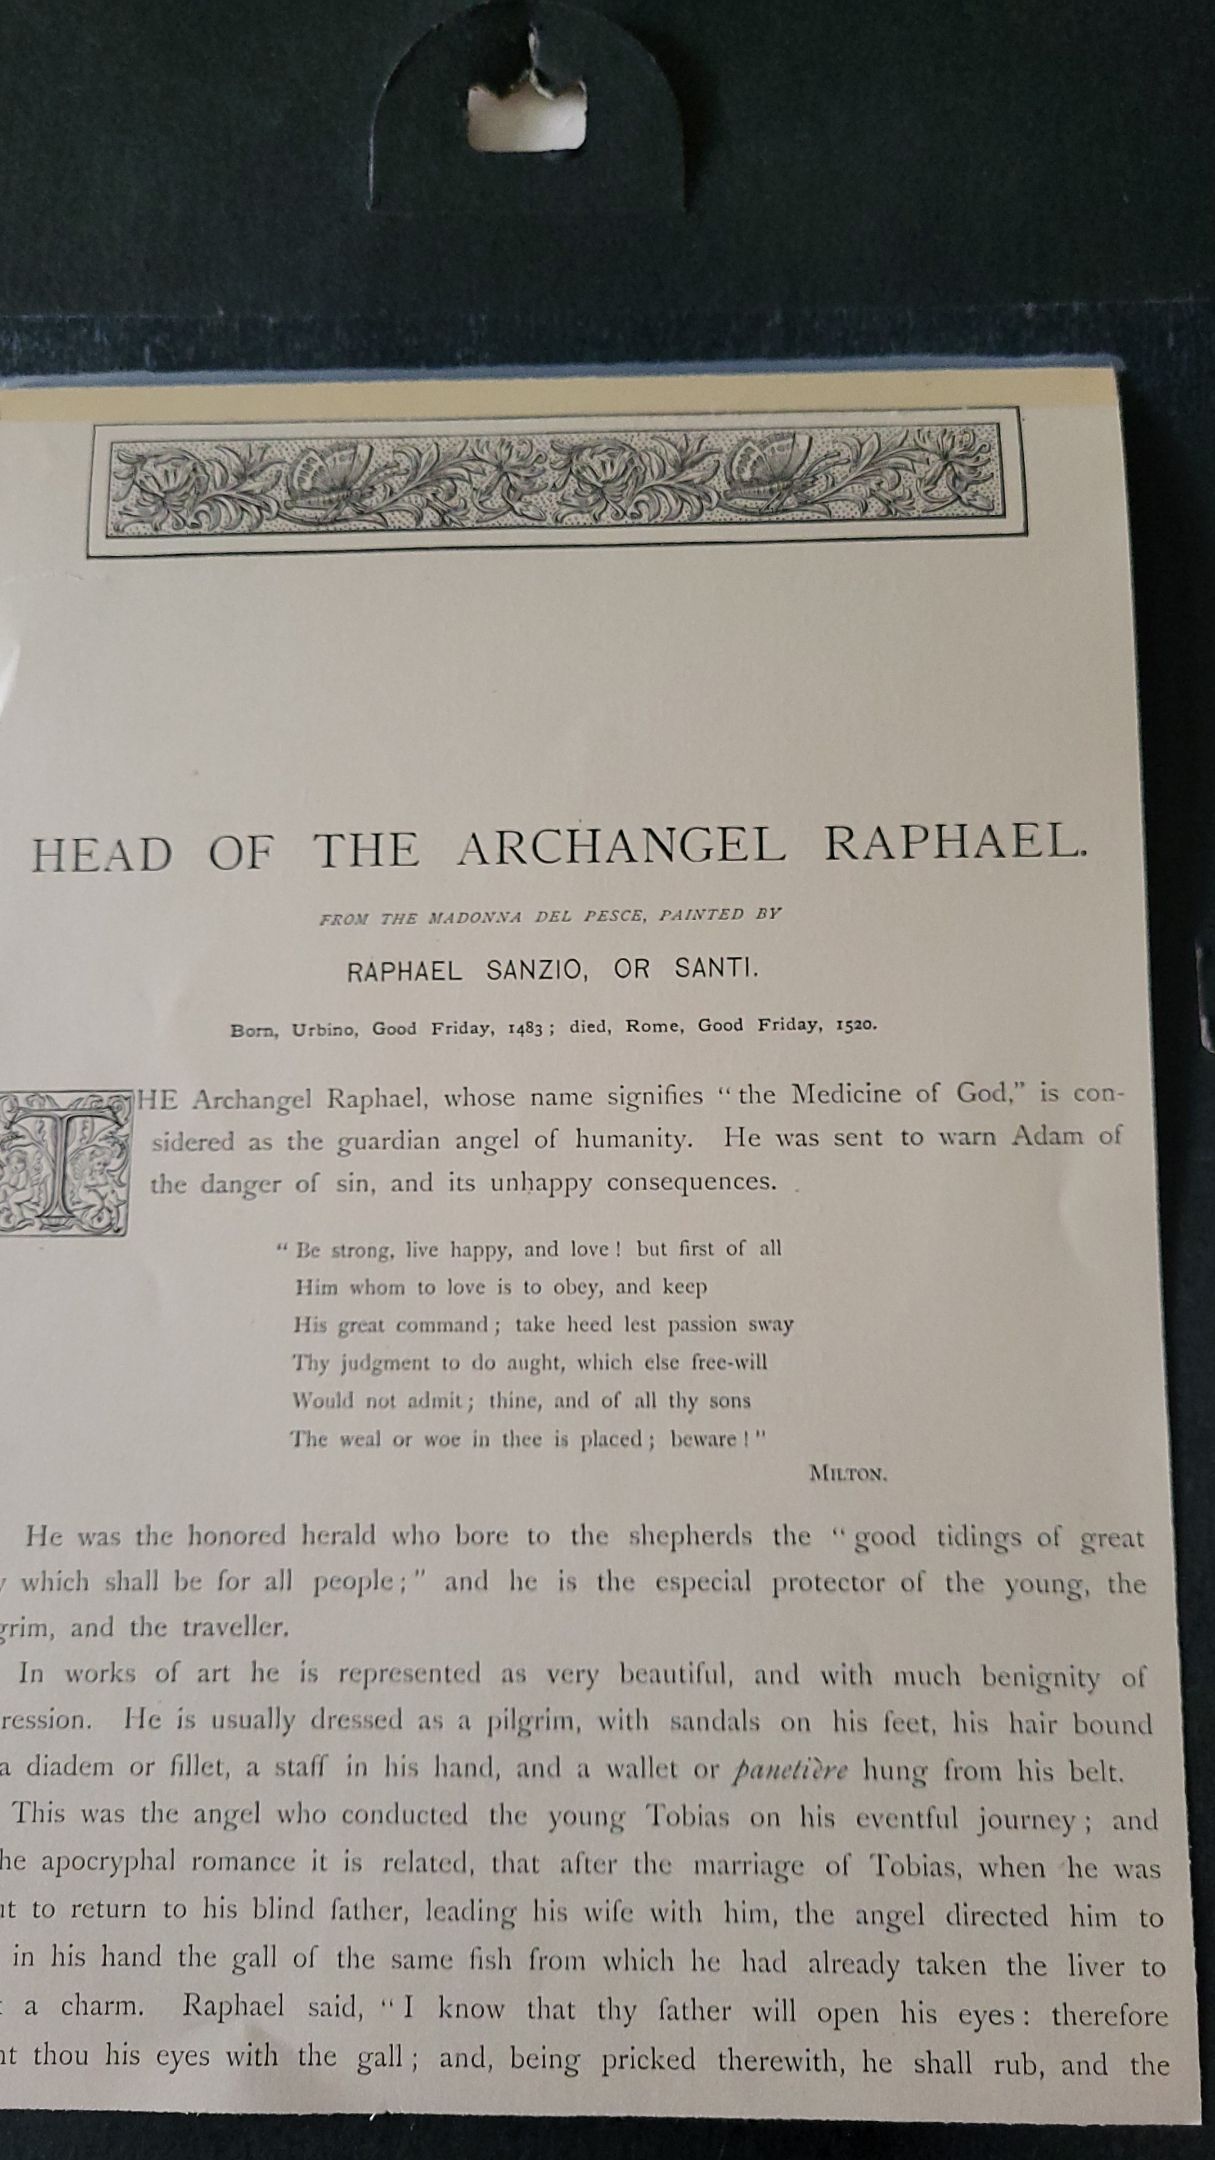 HEAD OF THE ARCHANGEL RAPHAEL.
FROM THE MADONNA DEL PESCE, PAINTED BY
RAPHAEL SANZIO, OR SANTI.
Born, Urbino, Good Friday, 1483; died, Rome, Good Friday, 1520.
THE Archangel Raphael, whose name signifies "the Medicine of God," is con-
sidered as the guardian angel of humanity. He was sent to warn Adam of
the danger of sin, and its unhappy consequences.
"Be strong, live happy, and love! but first of all
Him whom to love is to obey, and keep
His great command; take heed lest passion sway
Thy judgment to do aught, which else free-will
Would not admit; thine, and of all thy sons
The weal or woe in thee is placed; beware!"
MILTON.
He was the honored herald who bore to the shepherds the "good tidings of great
which shall be for all people;" and he is the especial protector of the young, the
grim, and the traveller.
In works of art he is represented as very beautiful, and with much benignity of
ression. He is usually dressed as a pilgrim, with sandals on his feet, his hair bound
a diadem or fillet, a staff in his hand, and a wallet or panetière hung from his belt.
This was the angel who conducted the young Tobias on his eventful journey; and
he apocryphal romance it is related, that after the marriage of Tobias, when he was
ut to return to his blind father, leading his wife with him, the angel directed him to
in his hand the gall of the same fish from which he had already taken the liver to
a charm. Raphael said, "I know that thy father will open his eyes: therefore
nt thou his eyes with the gall; and, being pricked therewith, he shall rub, and the